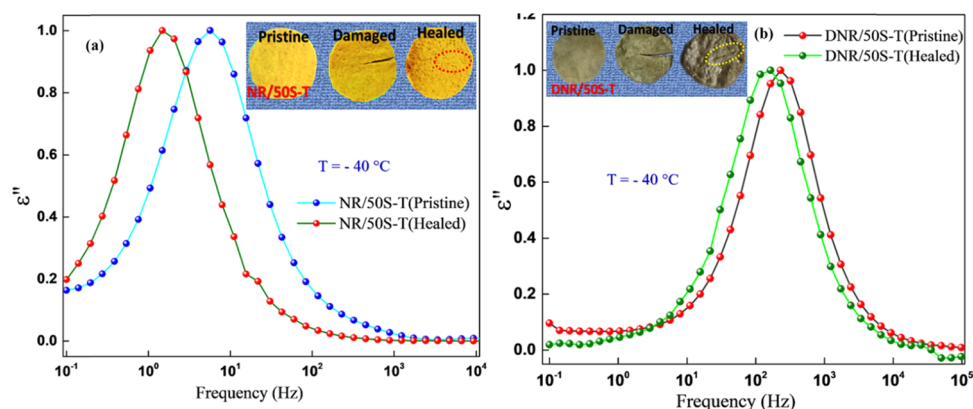 (a)
Pristine
Damaged
Healed
NR/50S-T
T = - 40 °C
NR/50S-T(Pristine)
NR/50S-T(Healed)
ε''
1.0
0.8
0.6
0.4
0.2
0.0
10⁻¹ 10⁰ 10¹ 10² 10³ 10⁴
Frequency (Hz)
(b)
Pristine
Damaged
Healed
DNR/50S-T
DNR/50S-T(Pristine)
DNR/50S-T(Healed)
T = - 40 °C
ε''
1.2
1.0
0.8
0.6
0.4
0.2
0.0
10⁻¹ 10⁰ 10¹ 10² 10³ 10⁴ 10⁵
Frequency (Hz)